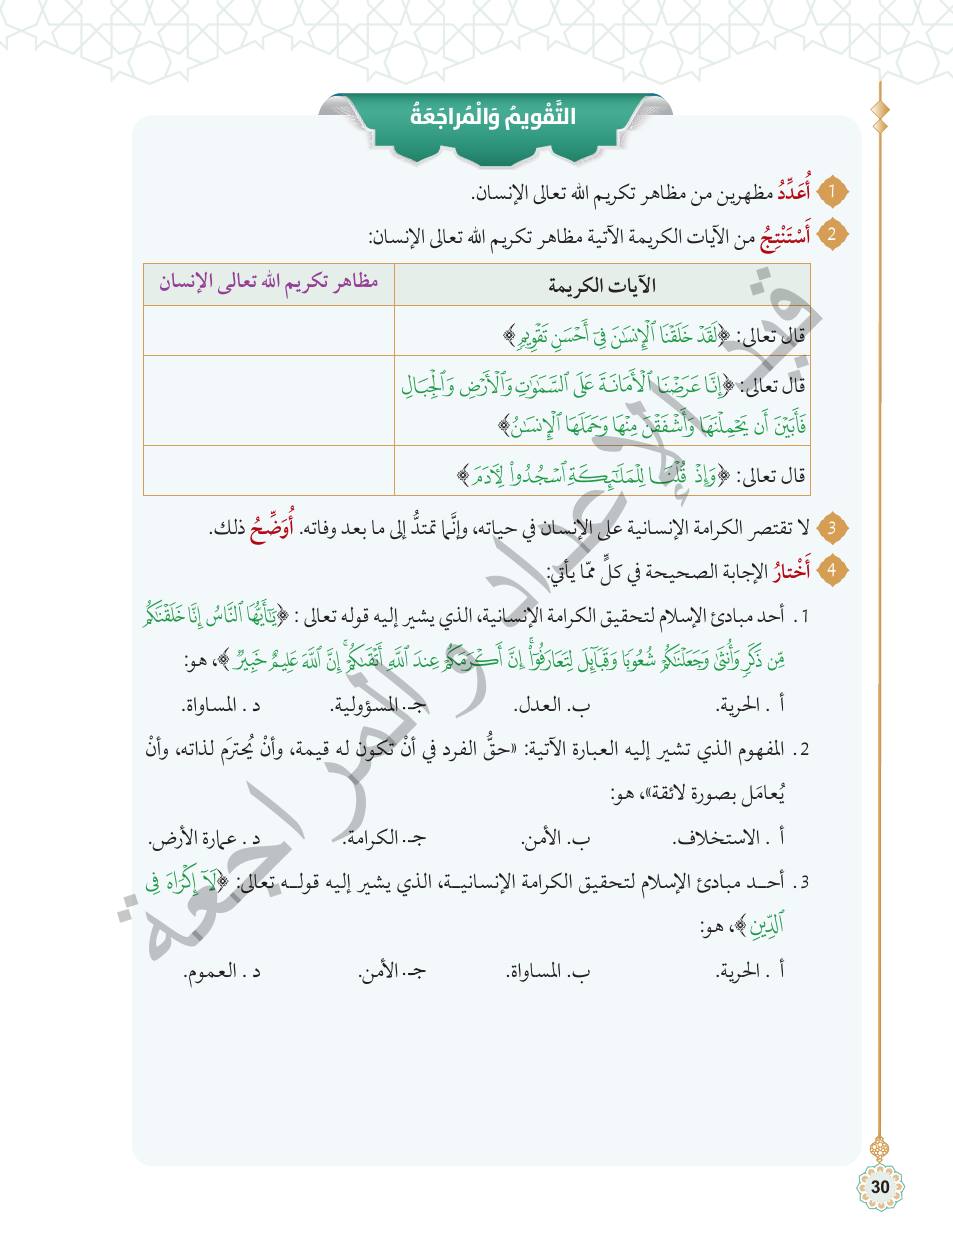 التَّقْويمُ وَالْمُراجَعَةُ
1 أُعَدِّدُ مظهرين من مظاهر تكريم الله تعالى الإنسان.
2 أَسْتَنْتِجُ من الآيات الكريمة الآتية مظاهر تكريم الله تعالى الإنسان:
الآيات الكريمة
مظاهر تكريم الله تعالى الإنسان
قال تعالى: ﴿لَقَدْ خَلَقْنَا ٱلْإِنسَٰنَ فِىٓ أَحْسَنِ تَقْوِيمٍ﴾
قال تعالى: ﴿إِنَّا عَرَضْنَا ٱلْأَمَانَةَ عَلَى ٱلسَّمَٰوَٰتِ وَٱلْأَرْضِ وَٱلْجِبَالِ
فَأَبَيْنَ أَن يَحْمِلْنَهَا وَأَشْفَقْنَ مِنْهَا وَحَمَلَهَا ٱلْإِنسَٰنُ﴾
قال تعالى: ﴿وَإِذْ قُلْنَا لِلْمَلَٰٓئِكَةِ ٱسْجُدُوا۟ لِءَادَمَ﴾
3 لا تقتصر الكرامة الإنسانية على الإنسان في حياته، وإنَّما تمتدُّ إلى ما بعد وفاته. أُوَضِّحُ ذلك.
4 أَخْتارُ الإجابة الصحيحة في كلٍّ ممّا يأتي:
1. أحد مبادئ الإسلام لتحقيق الكرامة الإنسانية، الذي يشير إليه قوله تعالى : ﴿يَٰٓأَيُّهَا ٱلنَّاسُ إِنَّا خَلَقْنَٰكُم
مِّن ذَكَرٍ وَأُنثَىٰ وَجَعَلْنَٰكُمْ شُعُوبًا وَقَبَآئِلَ لِتَعَارَفُوٓا۟ ۚ إِنَّ أَكْرَمَكُمْ عِندَ ٱللَّهِ أَتْقَىٰكُمْ ۚ إِنَّ ٱللَّهَ عَلِيمٌ خَبِيرٌ﴾، هو:
أ . الحرية. ب. العدل. جـ. المسؤولية. د . المساواة.
2. المفهوم الذي تشير إليه العبارة الآتية: «حقُّ الفرد في أنْ تكون له قيمة، وأنْ يُحترَم لذاته، وأنْ
يُعامَل بصورة لائقة»، هو:
أ . الاستخلاف. ب. الأمن. جـ. الكرامة. د . عمارة الأرض.
3. أحـد مبادئ الإسلام لتحقيق الكرامة الإنسانيـة، الذي يشير إليه قولـه تعالى: ﴿لَآ إِكْرَاهَ فِى
ٱلدِّينِ﴾، هو:
أ . الحرية. ب. المساواة. جـ. الأمن. د . العموم.
قيد الإعداد والمراجعة
30